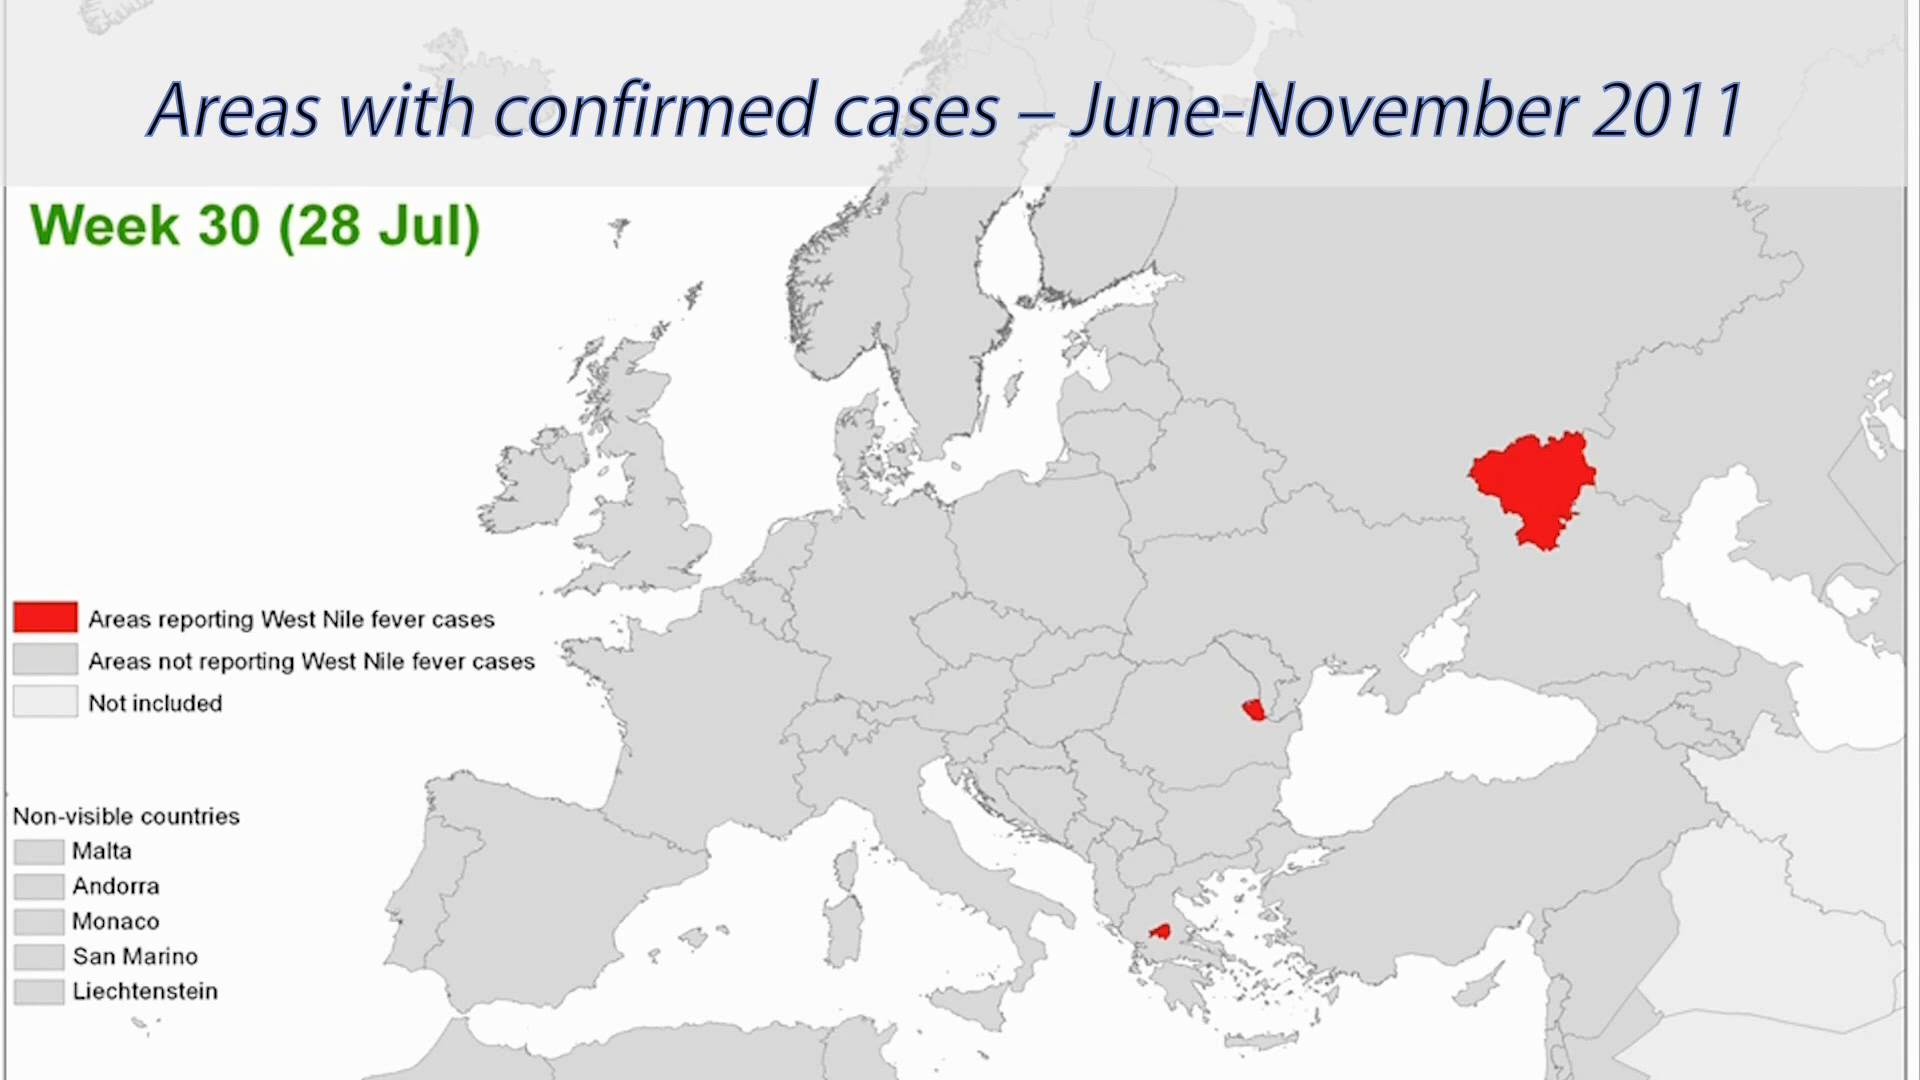 Areas with confirmed cases – June-November 2011
Week 30 (28 Jul)
Areas reporting West Nile fever cases
Areas not reporting West Nile fever cases
Not included
Non-visible countries
Malta
Andorra
Monaco
San Marino
Liechtenstein